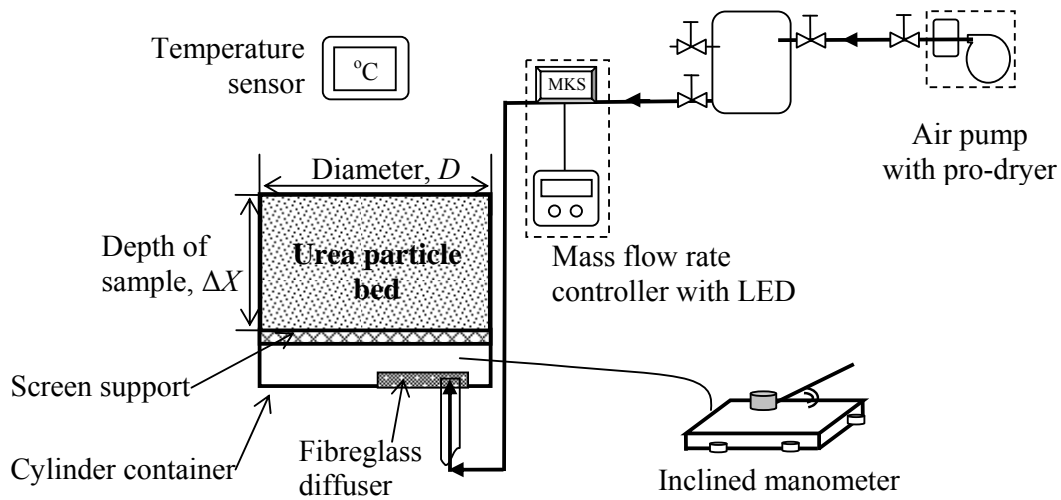 Temperature
sensor
°C
MKS
Air pump
with pro-dryer
Diameter, D
Depth of
sample, ΔX
Urea particle
bed
Mass flow rate
controller with LED
Screen support
Cylinder container
Fibreglass
diffuser
Inclined manometer